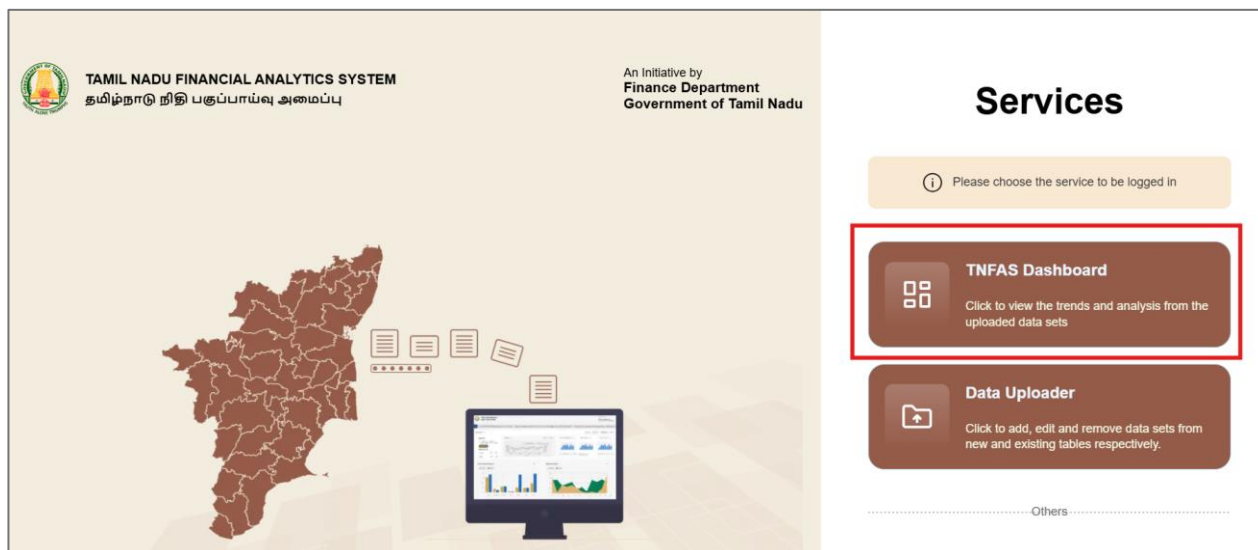 TAMIL NADU FINANCIAL ANALYTICS SYSTEM
தமிழ்நாடு நிதி பகுப்பாய்வு அமைப்பு
An Initiative by
Finance Department
Government of Tamil Nadu
Services
Please choose the service to be logged in
TNFAS Dashboard
Click to view the trends and analysis from the
uploaded data sets
Data Uploader
Click to add, edit and remove data sets from
new and existing tables respectively.
Others